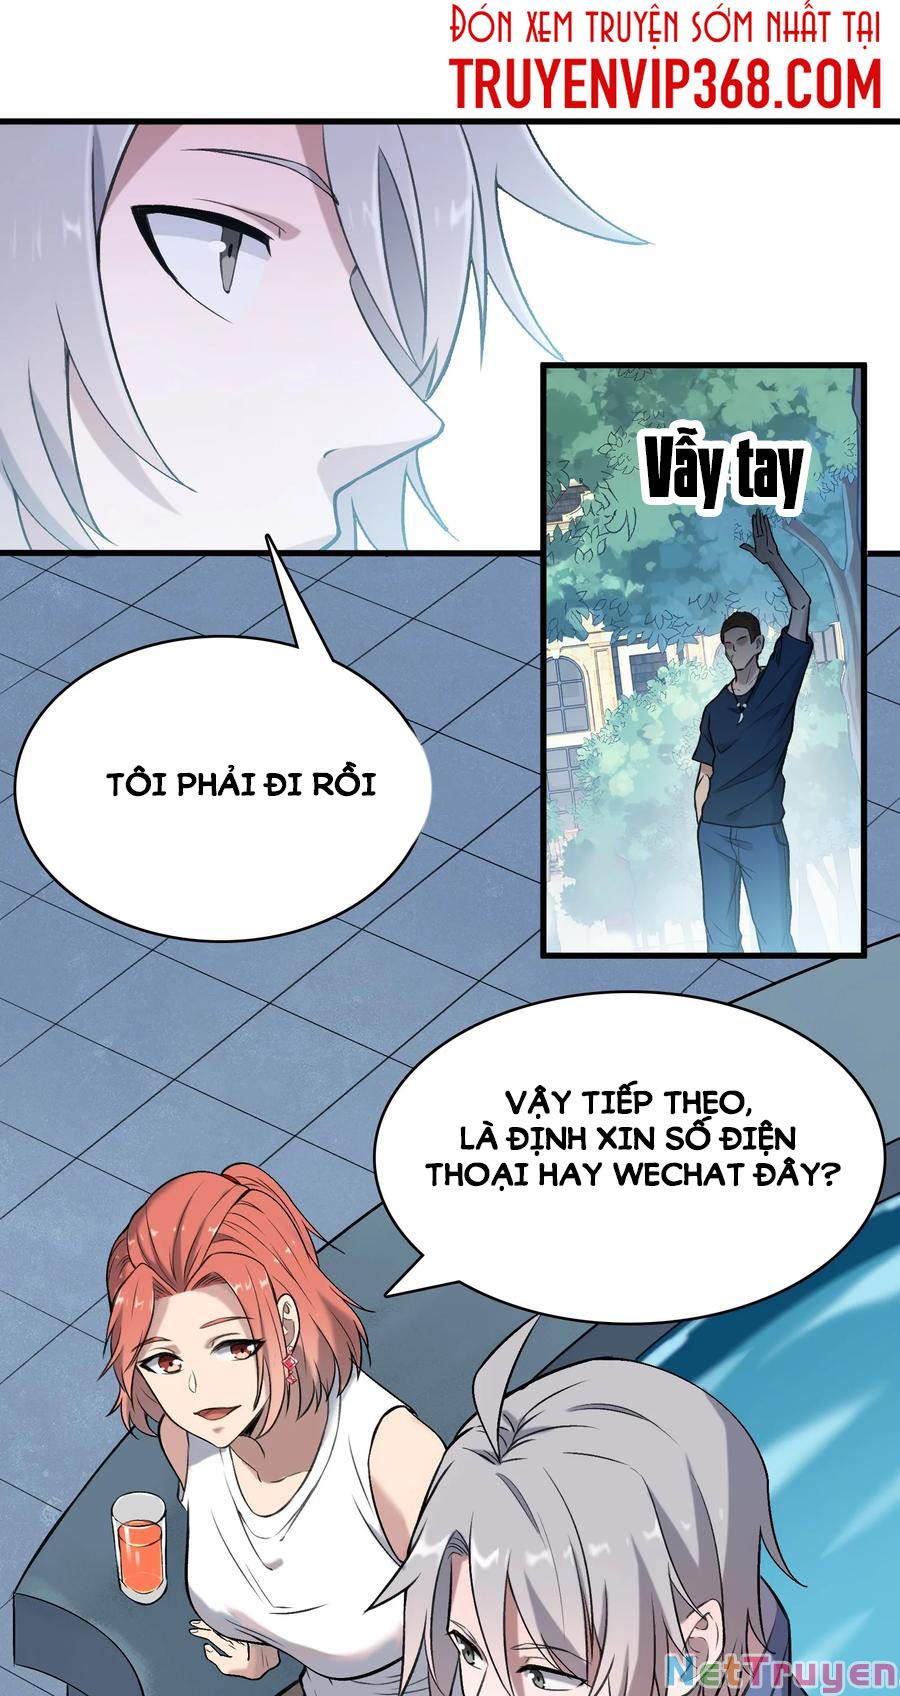 ĐÓN XEM TRUYỆN SỚM NHẤT TẠI
TRUYENVIP368.COM
Vẫy tay
TÔI PHẢI ĐI RỒI
VẬY TIẾP THEO,
LÀ ĐỊNH XIN SỐ ĐIỆN
THOẠI HAY WECHAT ĐÂY?
NetTruyen